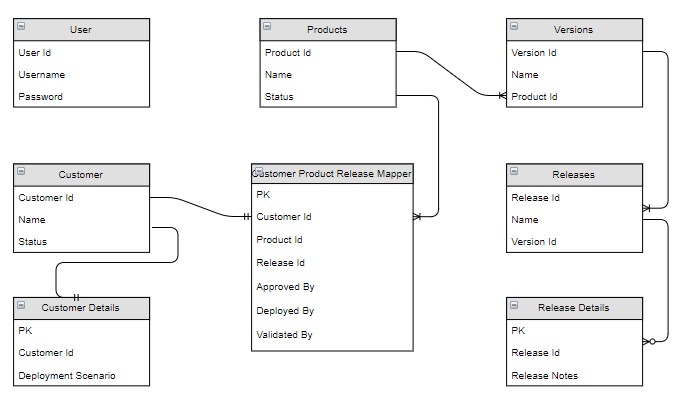 User
User Id
Username
Password
Products
Product Id
Name
Status
Versions
Version Id
Name
Product Id
Customer
Customer Id
Name
Status
Customer Product Release Mapper
PK
Customer Id
Product Id
Release Id
Approved By
Deployed By
Validated By
Releases
Release Id
Name
Version Id
Customer Details
PK
Customer Id
Deployment Scenario
Release Details
PK
Release Id
Release Notes